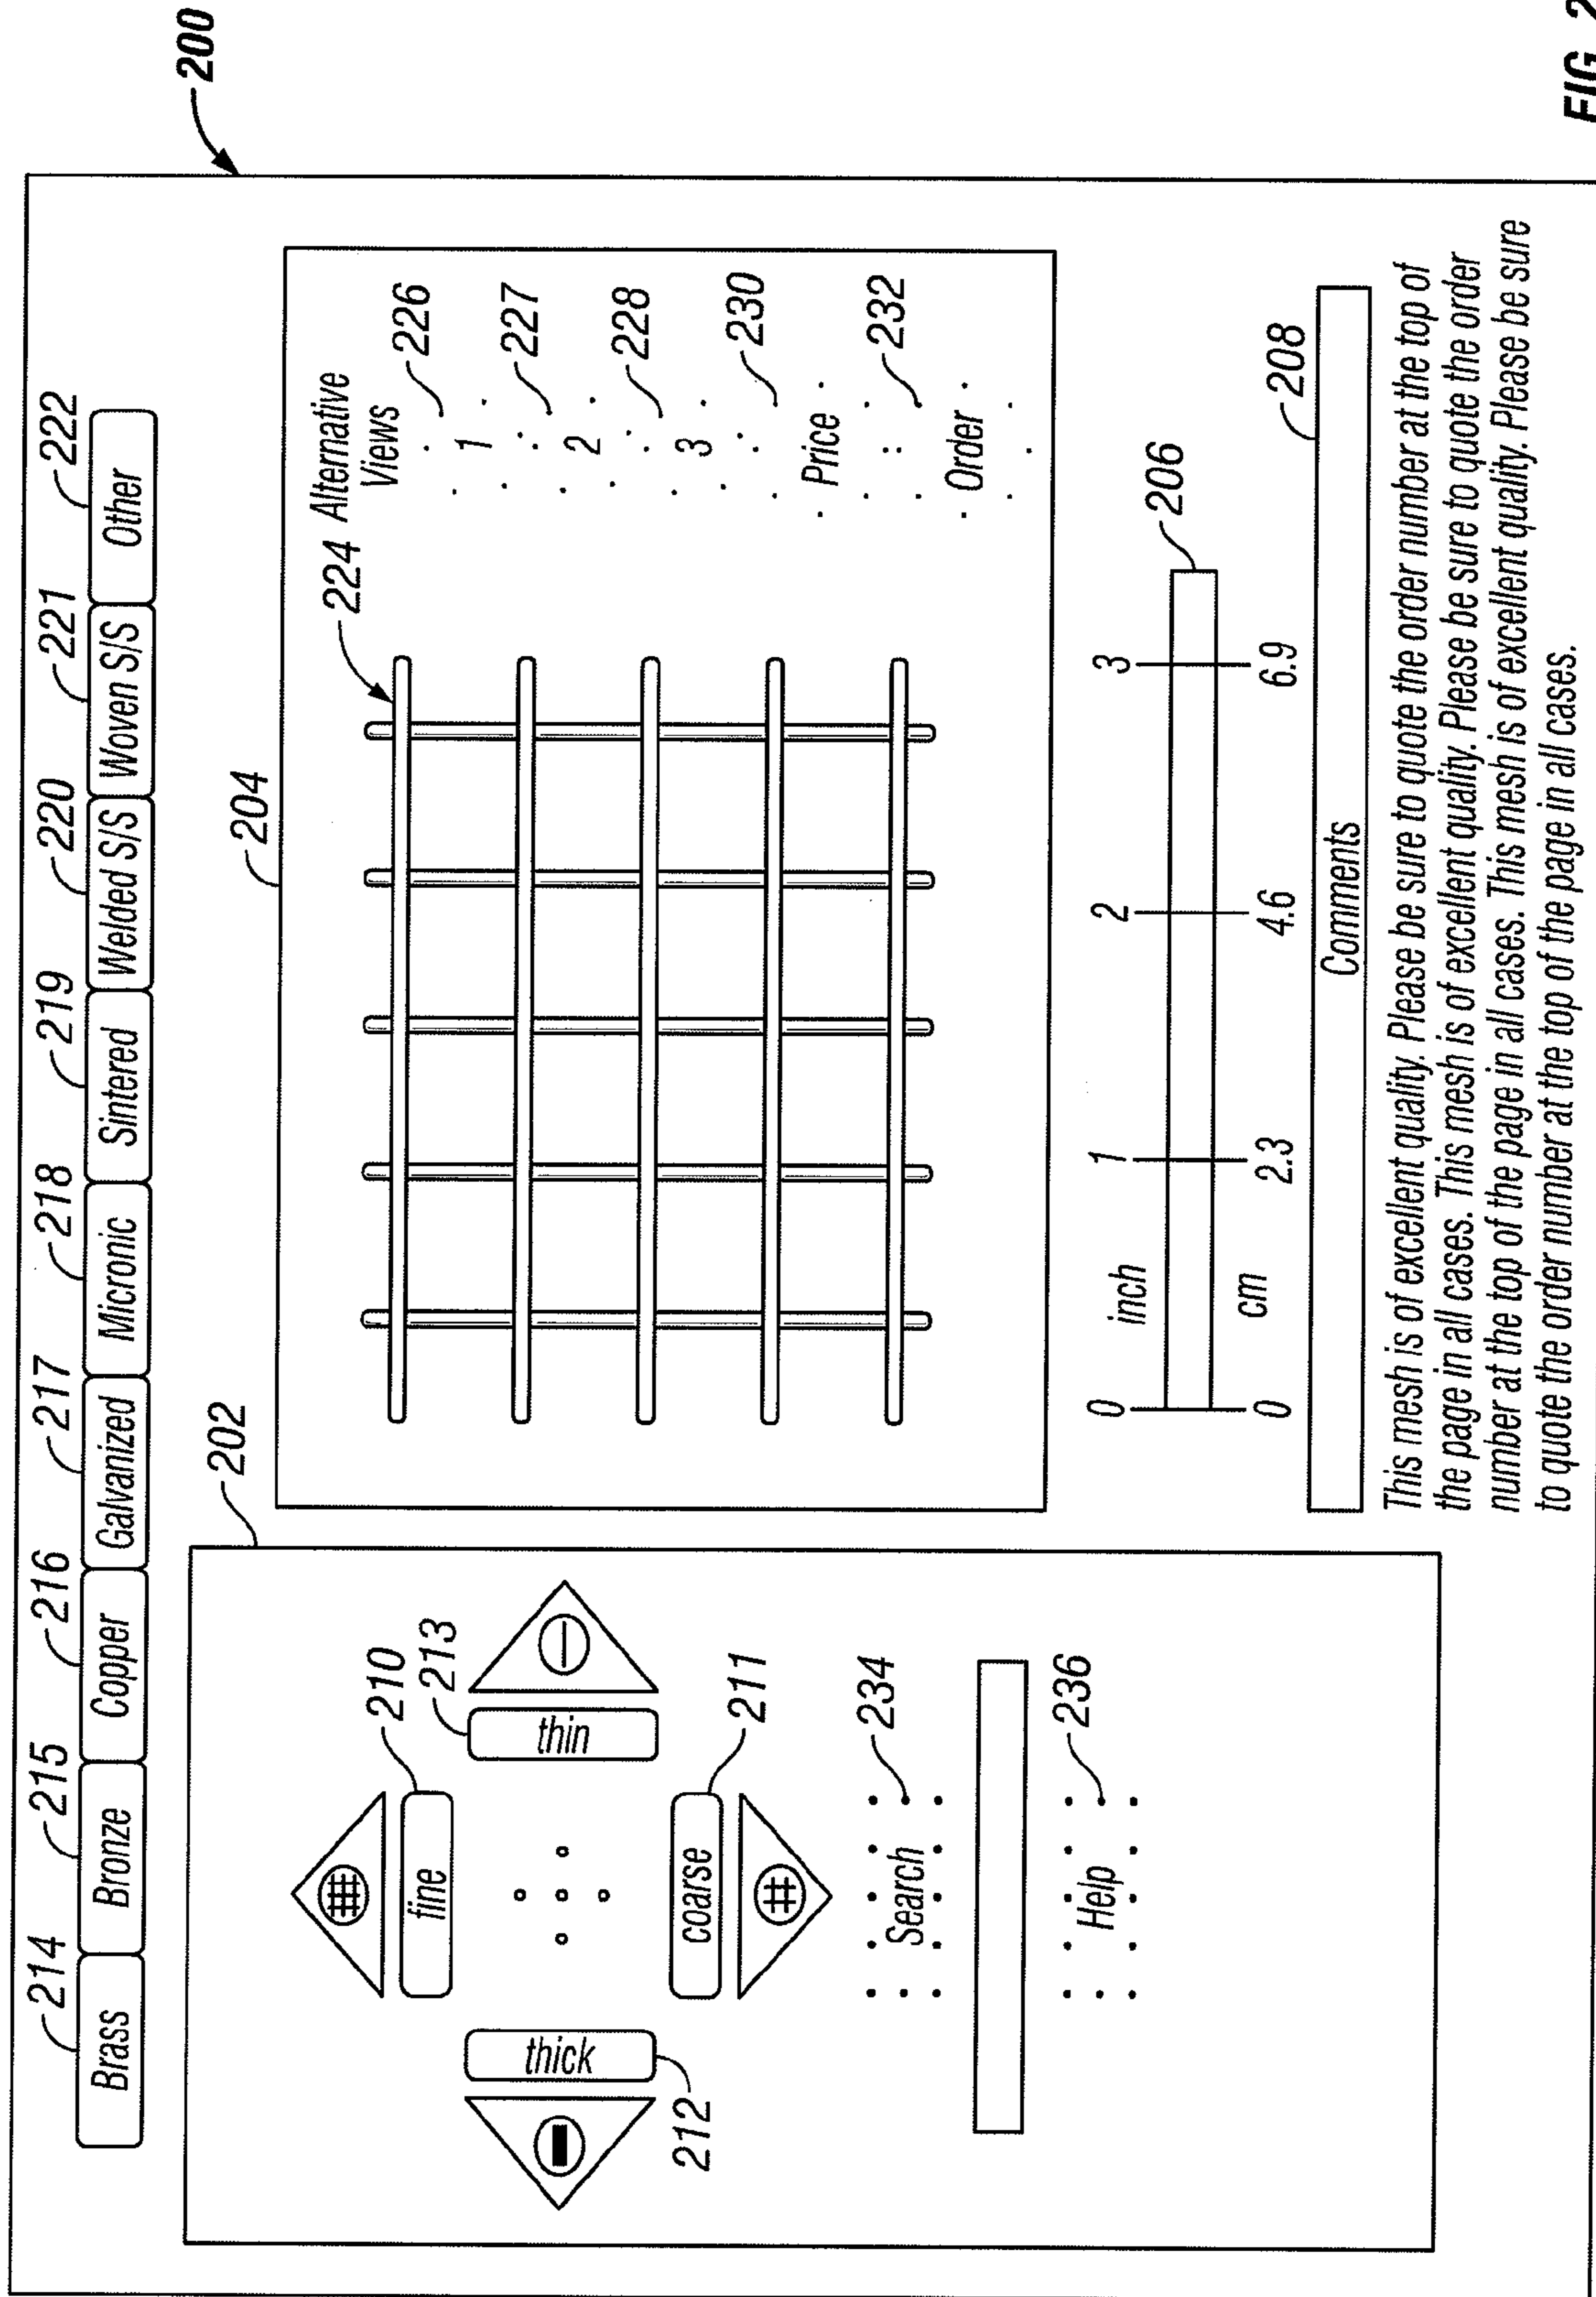 200
214 215 216 217 218 219 220 221 222
Brass Bronze Copper Galvanized Micronic Sintered Welded S/S Woven S/S Other
202
210
fine
213
thin
thick
212
coarse
211
Search
234
Help
236
204
224
Alternative
Views
226
1
227
2
228
3
230
Price
232
Order
inch
0 1 2 3
206
cm
0 2.3 4.6 6.9
208
Comments
This mesh is of excellent quality. Please be sure to quote the order number at the top of
the page in all cases. This mesh is of excellent quality. Please be sure to quote the order
number at the top of the page in all cases. This mesh is of excellent quality. Please be sure
to quote the order number at the top of the page in all cases.
FIG. 2